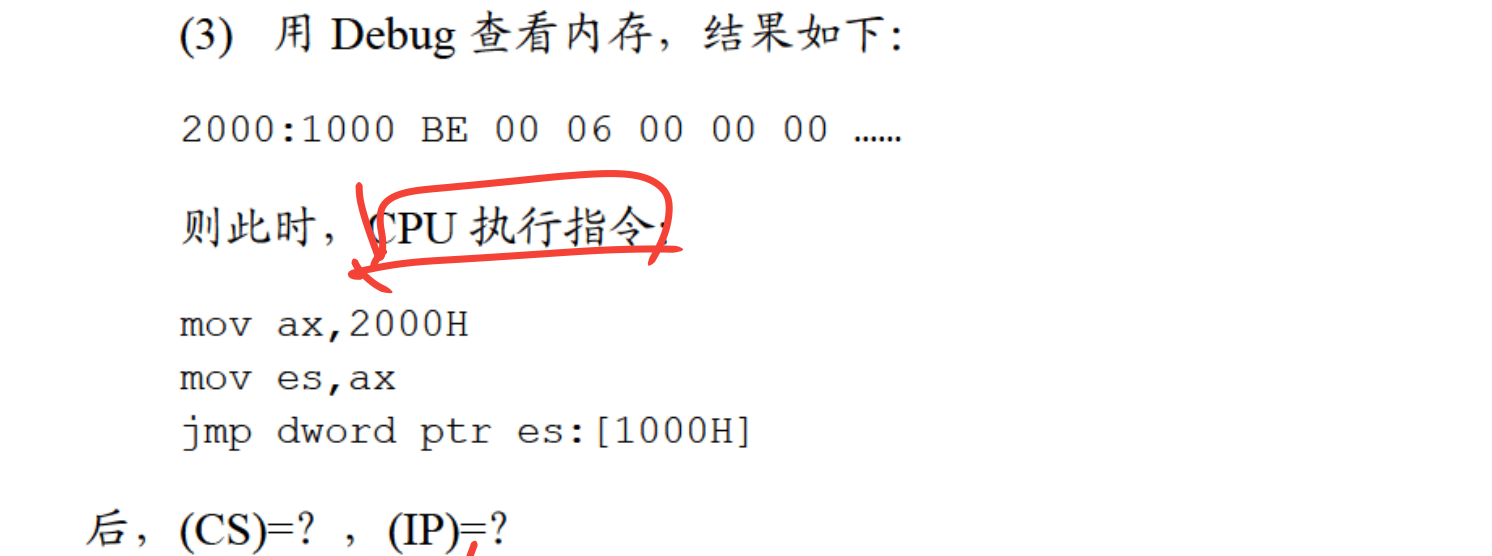 (3) 用 Debug 查看内存，结果如下：
2000:1000 BE 00 06 00 00 00 ……
则此时，CPU 执行指令：
mov ax,2000H
mov es,ax
jmp dword ptr es:[1000H]
后，(CS)=？，(IP)=？